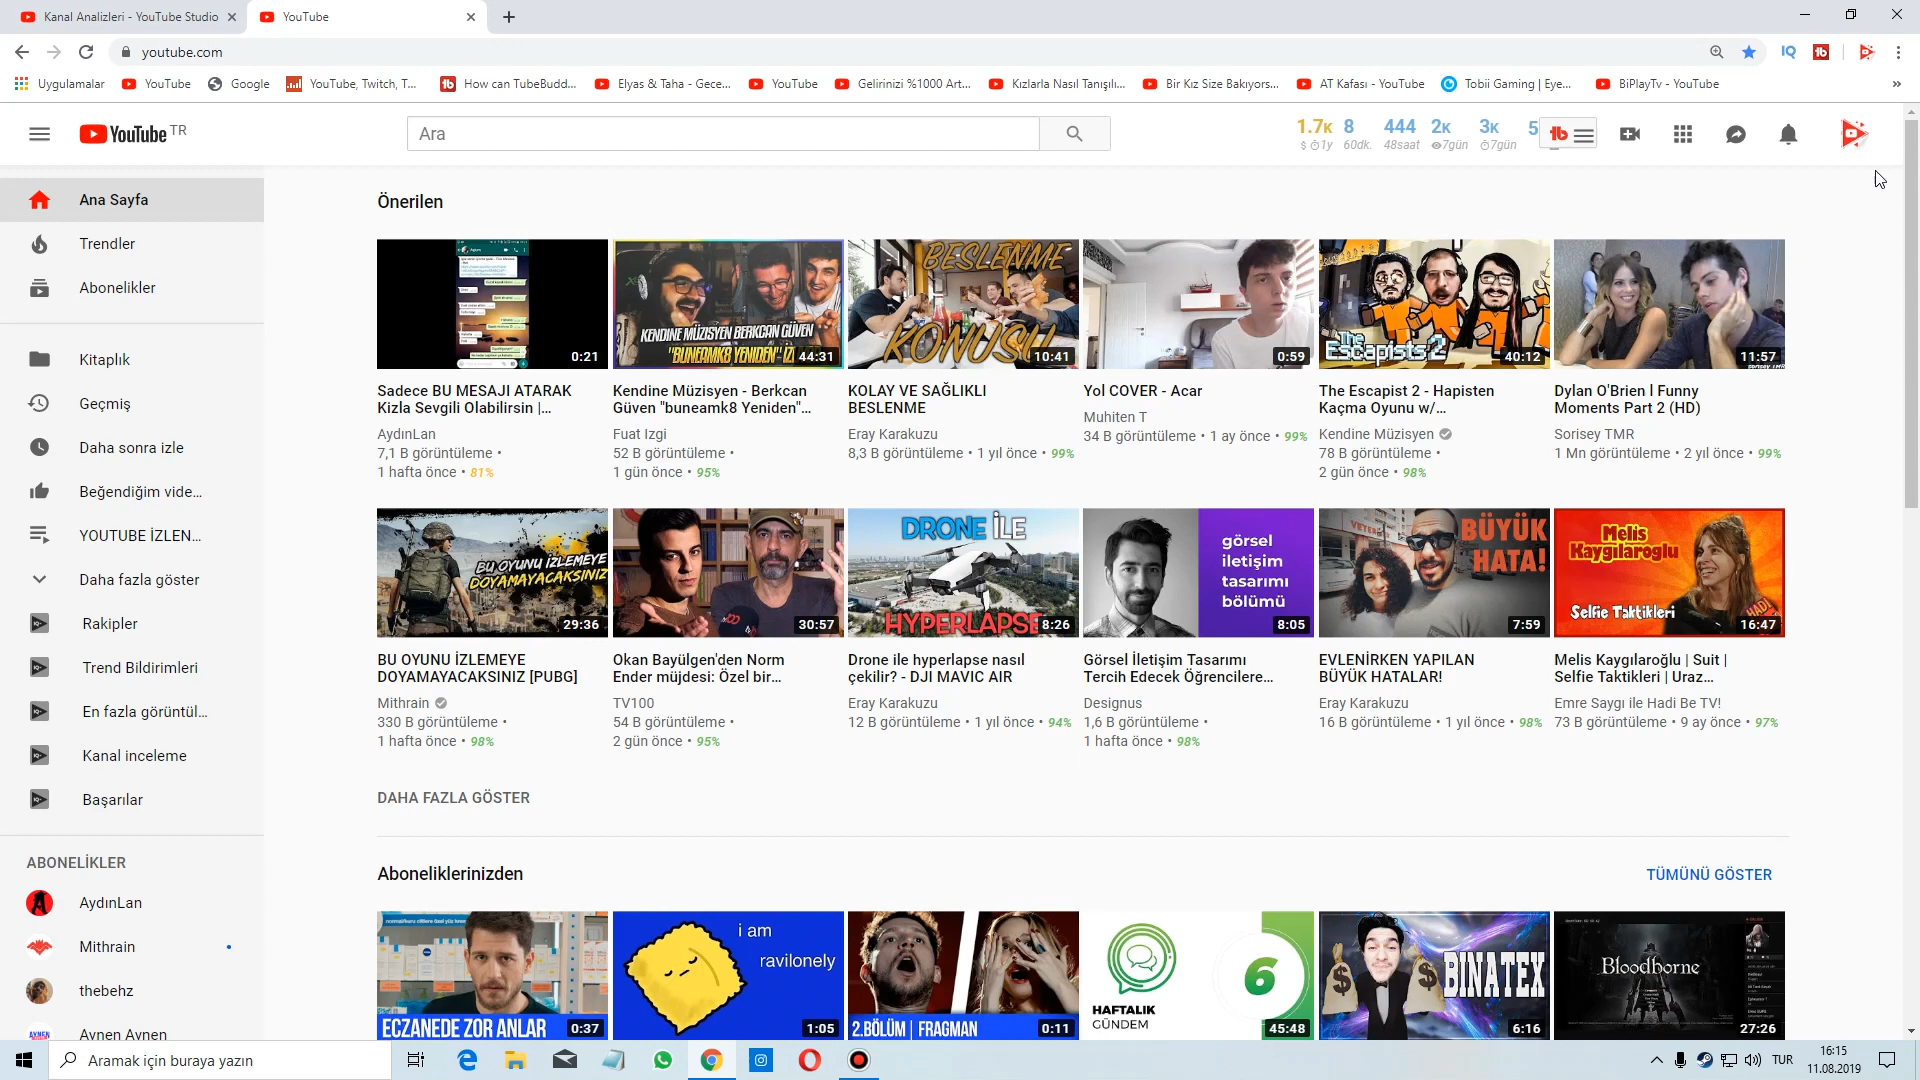 Kanal Analizleri - YouTube Studio
YouTube
youtube.com
Uygulamalar
YouTube
Google
YouTube, Twitch, T...
How can TubeBudd...
Elyas & Taha - Gece...
YouTube
Gelirinizi %1000 Art...
Kızlarla Nasıl Tanışılı...
Bir Kız Size Bakıyors...
AT Kafası - YouTube
Tobii Gaming | Eye...
BiPlayTv - YouTube
YouTube TR
Ara
1.7K 8 444 2K 3K 5
$ 1y 60dk. 48saat 7gün 7gün
Ana Sayfa
Trendler
Abonelikler
Kitaplık
Geçmiş
Daha sonra izle
Beğendiğim vide...
YOUTUBE İZLEN...
Daha fazla göster
Rakipler
Trend Bildirimleri
En fazla görüntül...
Kanal inceleme
Başarılar
ABONELİKLER
AydınLan
Mithrain
thebehz
Aynen Aynen
Önerilen
0:21
KENDINE MÜZISYEN BERKCAN GÜVEN
"BUNEAMK8 YENIDEN" İZ
44:31
BESLENME
KONUSU
10:41
0:59
The Escapists 2
40:12
11:57
Sadece BU MESAJI ATARAK
Kizla Sevgili Olabilirsin |...
AydınLan
7,1 B görüntüleme •
1 hafta önce • 81%
Kendine Müzisyen - Berkcan
Güven "buneamk8 Yeniden"...
Fuat Izgi
52 B görüntüleme •
1 gün önce • 95%
KOLAY VE SAĞLIKLI
BESLENME
Eray Karakuzu
8,3 B görüntüleme • 1 yıl önce • 99%
Yol COVER - Acar
Muhiten T
34 B görüntüleme • 1 ay önce • 99%
The Escapist 2 - Hapisten
Kaçma Oyunu w/...
Kendine Müzisyen
78 B görüntüleme •
2 gün önce • 98%
Dylan O'Brien l Funny
Moments Part 2 (HD)
Sorisey TMR
1 Mn görüntüleme • 2 yıl önce • 99%
BU OYUNU İZLEMEYE
DOYAMAYACAKSINIZ
29:36
30:57
DRONE İLE
HYPERLAPSE
8:26
görsel
iletişim
tasarımı
bölümü
8:05
BÜYÜK
HATA!
7:59
Melis
Kaygılaroglu
Selfie Taktikleri
HADİ
16:47
BU OYUNU İZLEMEYE
DOYAMAYACAKSINIZ [PUBG]
Mithrain
330 B görüntüleme •
1 hafta önce • 98%
Okan Bayülgen'den Norm
Ender müjdesi: Özel bir...
TV100
54 B görüntüleme •
2 gün önce • 95%
Drone ile hyperlapse nasıl
çekilir? - DJI MAVIC AIR
Eray Karakuzu
12 B görüntüleme • 1 yıl önce • 94%
Görsel İletişim Tasarımı
Tercih Edecek Öğrencilere...
Designus
1,6 B görüntüleme •
1 hafta önce • 98%
EVLENİRKEN YAPILAN
BÜYÜK HATALAR!
Eray Karakuzu
16 B görüntüleme • 1 yıl önce • 98%
Melis Kaygılaroğlu | Suit |
Selfie Taktikleri | Uraz...
Emre Saygı ile Hadi Be TV!
73 B görüntüleme • 9 ay önce • 97%
DAHA FAZLA GÖSTER
Aboneliklerinizden
TÜMÜNÜ GÖSTER
ECZANEDE ZOR ANLAR
0:37
i am
ravilonely
1:05
2.BÖLÜM | FRAGMAN
0:11
HAFTALIK
GÜNDEM
6
45:48
BINATEX
6:16
Bloodborne
27:26
Aramak için buraya yazın
TUR
16:15
11.08.2019